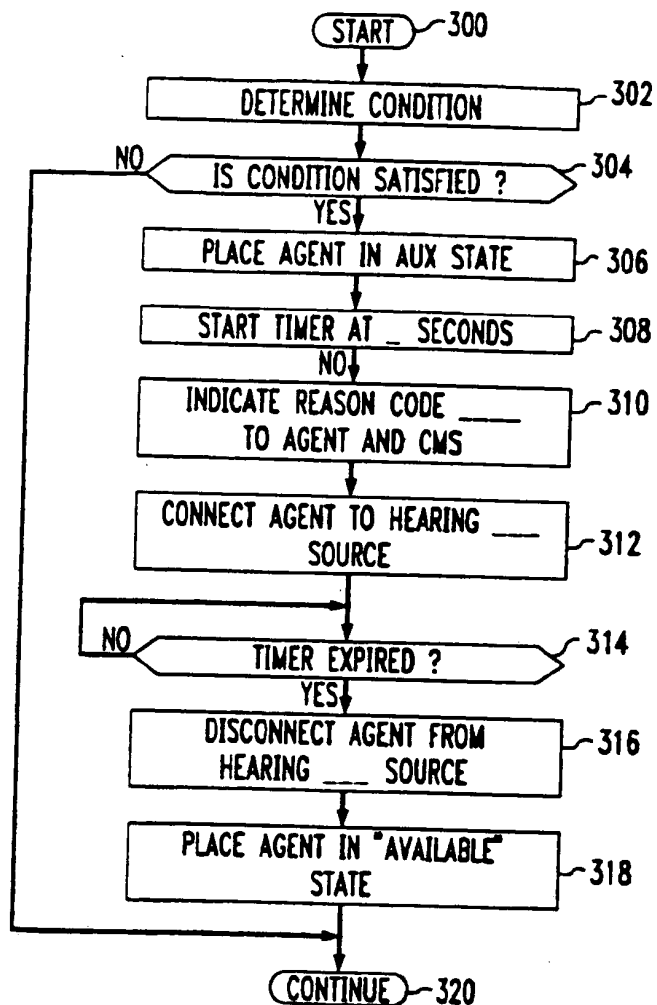 START 300
DETERMINE CONDITION 302
NO
IS CONDITION SATISFIED ? 304
YES
PLACE AGENT IN AUX STATE 306
START TIMER AT _ SECONDS 308
NO
INDICATE REASON CODE ____
TO AGENT AND CMS 310
CONNECT AGENT TO HEARING ___
SOURCE 312
NO
TIMER EXPIRED ? 314
YES
DISCONNECT AGENT FROM
HEARING ___ SOURCE 316
PLACE AGENT IN "AVAILABLE"
STATE 318
CONTINUE 320